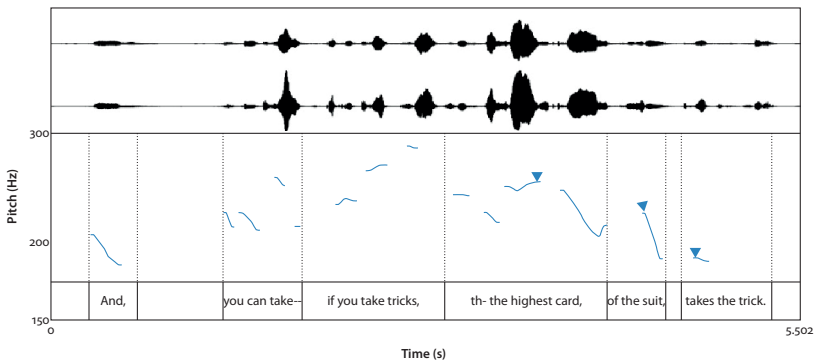 300
Pitch (Hz)
200
And, you can take-- if you take tricks, th- the highest card, of the suit, takes the trick.
150
0 5.502
Time (s)